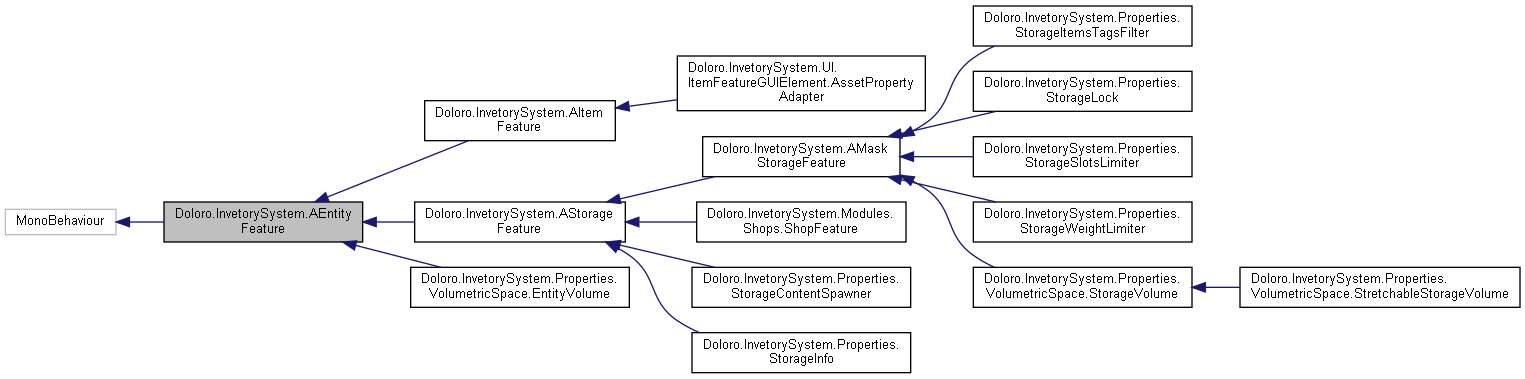 Doloro.InvetorySystem.Properties.
StorageItemsTagsFilter
Doloro.InvetorySystem.UI.
ItemFeatureGUIElement.AssetProperty
Adapter
Doloro.InvetorySystem.Properties.
StorageLock
Doloro.InvetorySystem.AItem
Feature
Doloro.InvetorySystem.AMask
StorageFeature
Doloro.InvetorySystem.Properties.
StorageSlotsLimiter
MonoBehaviour
Doloro.InvetorySystem.AEntity
Feature
Doloro.InvetorySystem.AStorage
Feature
Doloro.InvetorySystem.Modules.
Shops.ShopFeature
Doloro.InvetorySystem.Properties.
StorageWeightLimiter
Doloro.InvetorySystem.Properties.
VolumetricSpace.EntityVolume
Doloro.InvetorySystem.Properties.
StorageContentSpawner
Doloro.InvetorySystem.Properties.
VolumetricSpace.StorageVolume
Doloro.InvetorySystem.Properties.
VolumetricSpace.StretchableStorageVolume
Doloro.InvetorySystem.Properties.
StorageInfo